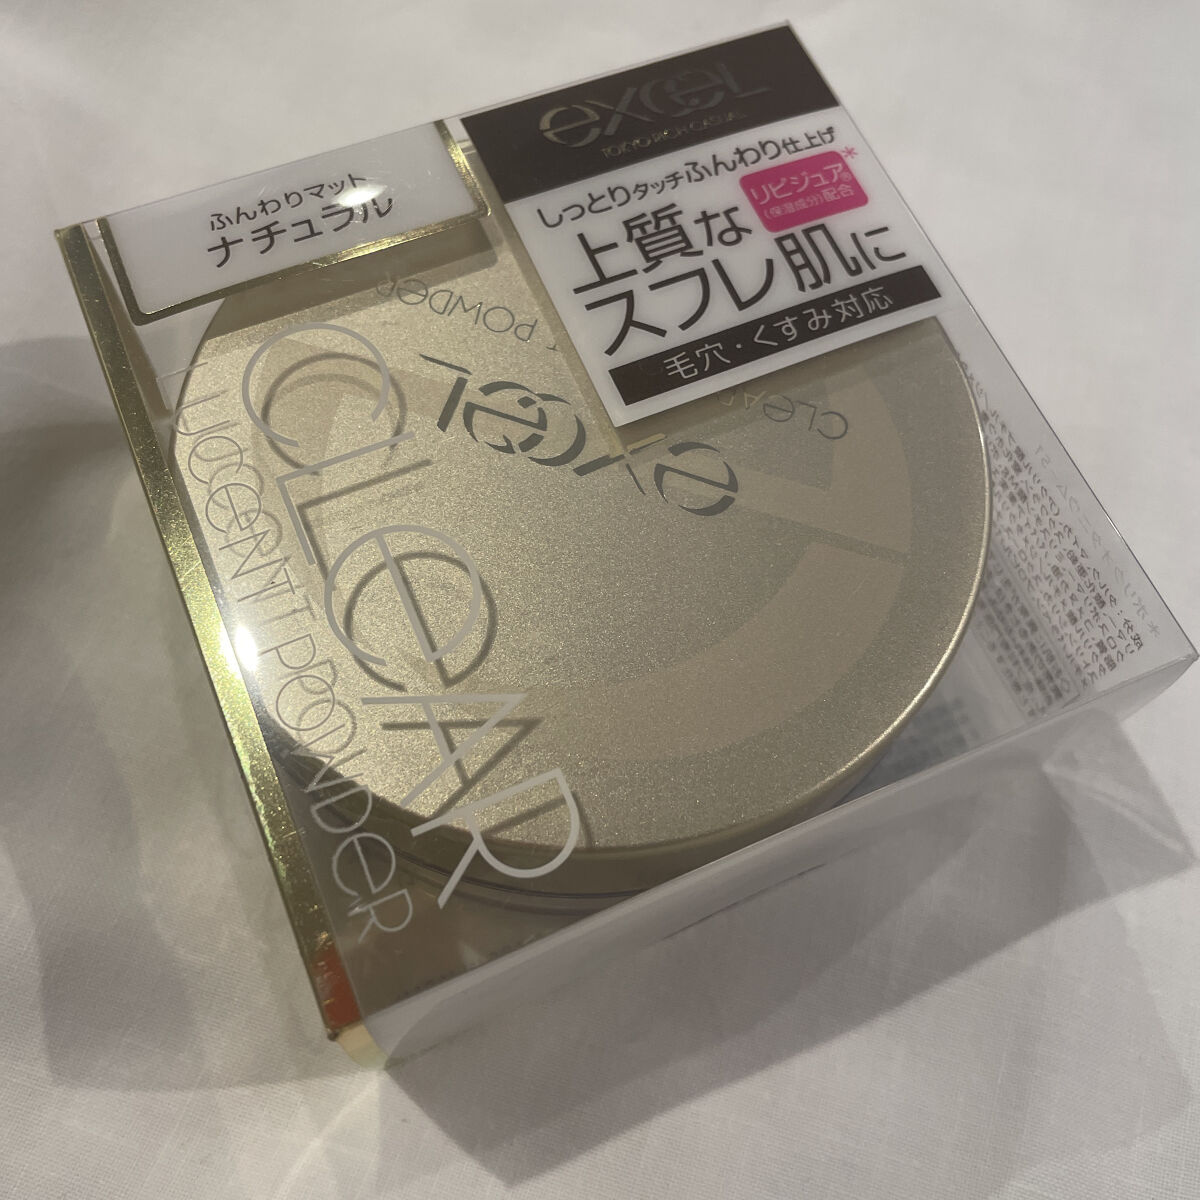 excel
TOKYO RICH CASUAL
しっとりタッチふんわり仕上げ
リピジュア®*
(保湿成分)配合
上質な
スフレ肌に
毛穴・くすみ対応
ふんわりマット
ナチュラル
CLEAR
LUCENT POWDER
excel
CLEAR
POWDER